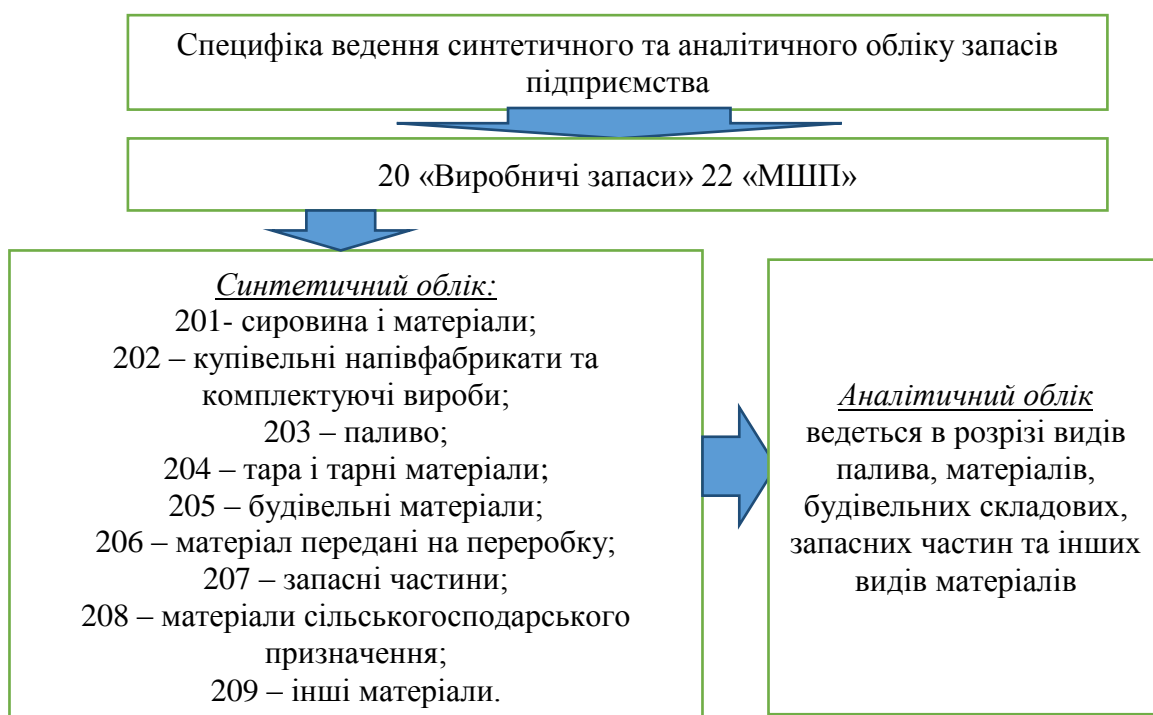 Специфіка ведення синтетичного та аналітичного обліку запасів
підприємства
20 «Виробничі запаси» 22 «МШП»
Синтетичний облік:
201- сировина і матеріали;
202 – купівельні напівфабрикати та
комплектуючі вироби;
203 – паливо;
204 – тара і тарні матеріали;
205 – будівельні матеріали;
206 – матеріал передані на переробку;
207 – запасні частини;
208 – матеріали сільськогосподарського
призначення;
209 – інші матеріали.
Аналітичний облік
ведеться в розрізі видів
палива, матеріалів,
будівельних складових,
запасних частин та інших
видів матеріалів